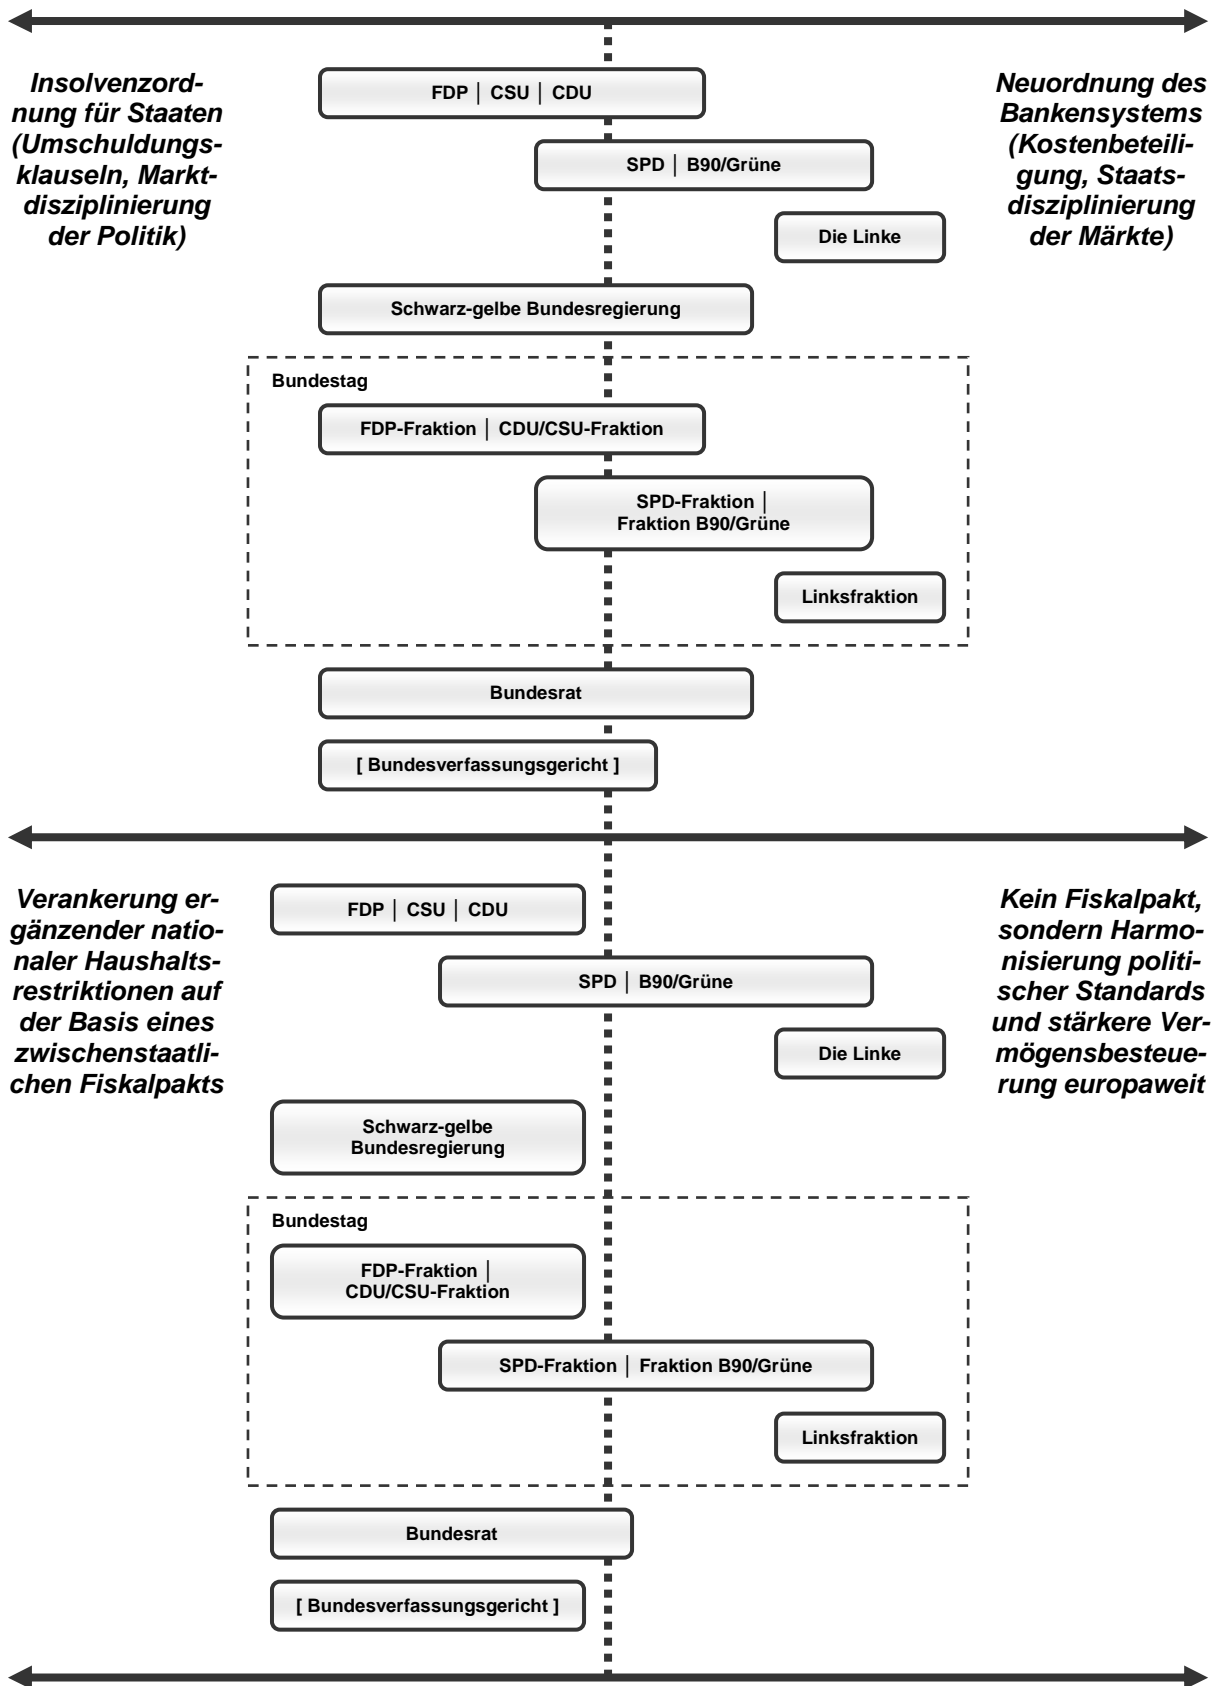 Insolvenzord-
nung für Staaten
(Umschuldungs-
klauseln, Markt-
disziplinierung
der Politik)
Neuordnung des
Bankensystems
(Kostenbeteili-
gung, Staats-
disziplinierung
der Märkte)
FDP | CSU | CDU
SPD | B90/Grüne
Die Linke
Schwarz-gelbe Bundesregierung
Bundestag
FDP-Fraktion | CDU/CSU-Fraktion
SPD-Fraktion |
Fraktion B90/Grüne
Linksfraktion
Bundesrat
[ Bundesverfassungsgericht ]
Verankerung er-
gänzender natio-
naler Haushalts-
restriktionen auf
der Basis eines
zwischenstaatli-
chen Fiskalpakts
Kein Fiskalpakt,
sondern Harmo-
nisierung politi-
scher Standards
und stärkere Ver-
mögensbesteue-
rung europaweit
FDP | CSU | CDU
SPD | B90/Grüne
Die Linke
Schwarz-gelbe
Bundesregierung
Bundestag
FDP-Fraktion |
CDU/CSU-Fraktion
SPD-Fraktion | Fraktion B90/Grüne
Linksfraktion
Bundesrat
[ Bundesverfassungsgericht ]